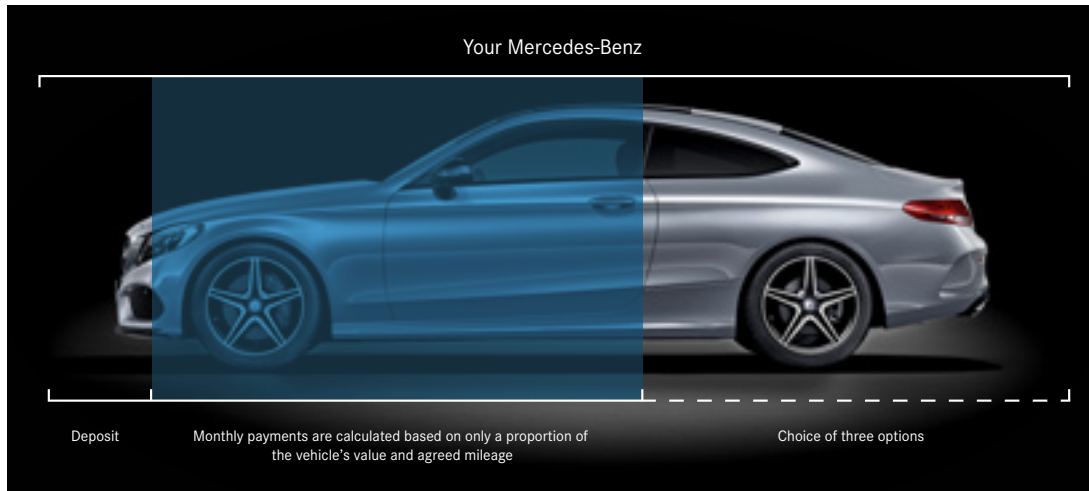 Your Mercedes-Benz
Deposit
Monthly payments are calculated based on only a proportion of
the vehicle's value and agreed mileage
Choice of three options